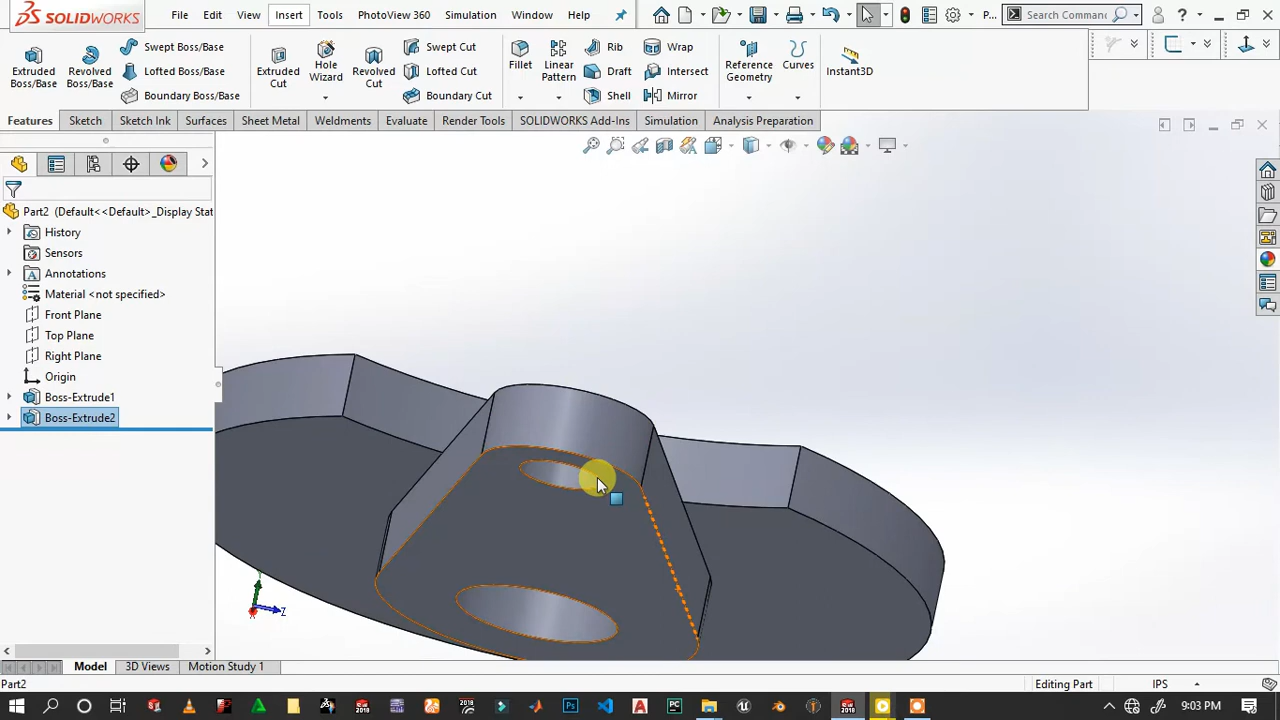 SOLIDWORKS File Edit View Insert Tools PhotoView 360 Simulation Window Help P... Search Comman
Extruded Boss/Base
Revolved Boss/Base
Swept Boss/Base
Lofted Boss/Base
Boundary Boss/Base
Extruded Cut
Hole Wizard
Revolved Cut
Swept Cut
Lofted Cut
Boundary Cut
Fillet
Linear Pattern
Rib
Draft
Shell
Wrap
Intersect
Mirror
Reference Geometry
Curves
Instant3D
Features Sketch Sketch Ink Surfaces Sheet Metal Weldments Evaluate Render Tools SOLIDWORKS Add-Ins Simulation Analysis Preparation
Part2 (Default<<Default>_Display Stat
History
Sensors
Annotations
Material <not specified>
Front Plane
Top Plane
Right Plane
Origin
Boss-Extrude1
Boss-Extrude2
Z
Model 3D Views Motion Study 1
Part2 Editing Part IPS
9:03 PM